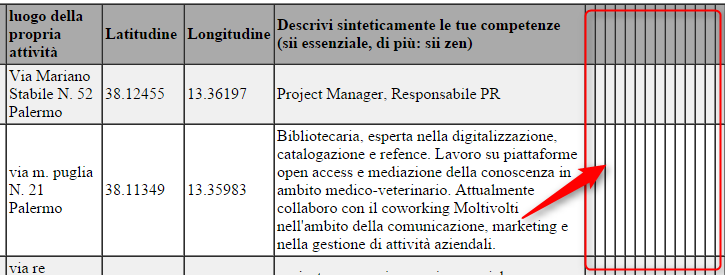 luogo della
propria
attività
Latitudine
Longitudine
Descrivi sinteticamente le tue competenze
(sii essenziale, di più: sii zen)
Via Mariano
Stabile N. 52
Palermo
38.12455
13.36197
Project Manager, Responsabile PR
via m. puglia
N. 21
Palermo
38.11349
13.35983
Bibliotecaria, esperta nella digitalizzazione,
catalogazione e refence. Lavoro su piattaforme
open access e mediazione della conoscenza in
ambito medico-veterinario. Attualmente
collaboro con il coworking Moltivolti
nell'ambito della comunicazione, marketing e
nella gestione di attività aziendali.
via re